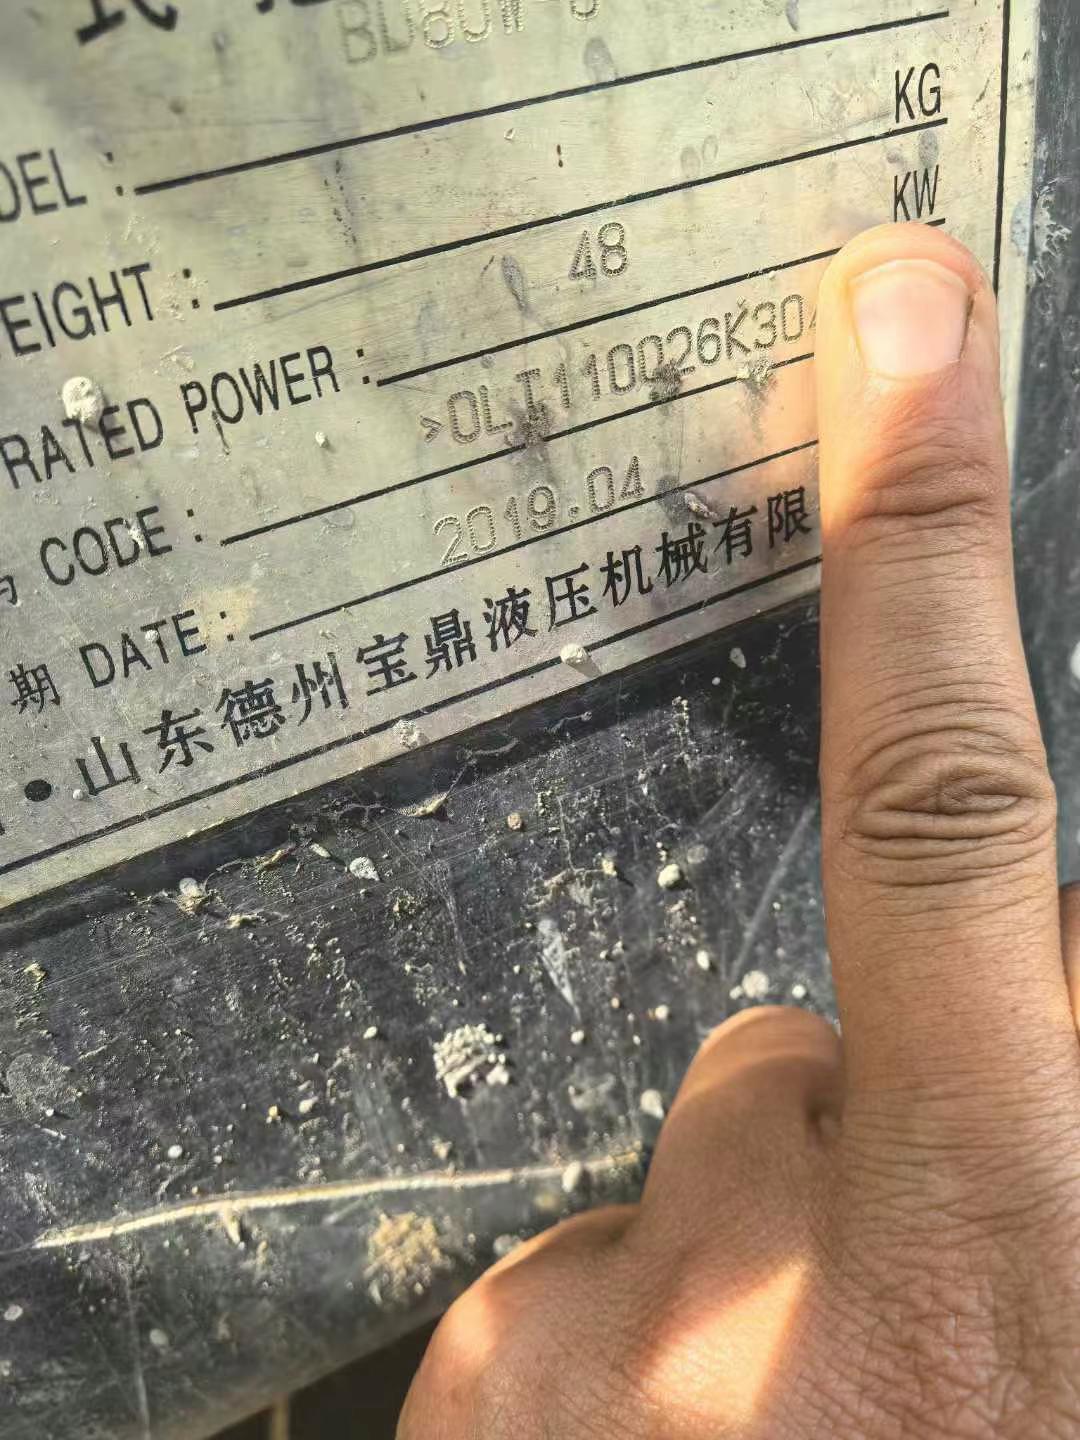 BD80W-5
DEL :
KG
EIGHT :
KW
48
RATED POWER :
>OLT110026K30
CODE :
2019.04
期 DATE :
• 山东德州宝鼎液压机械有限